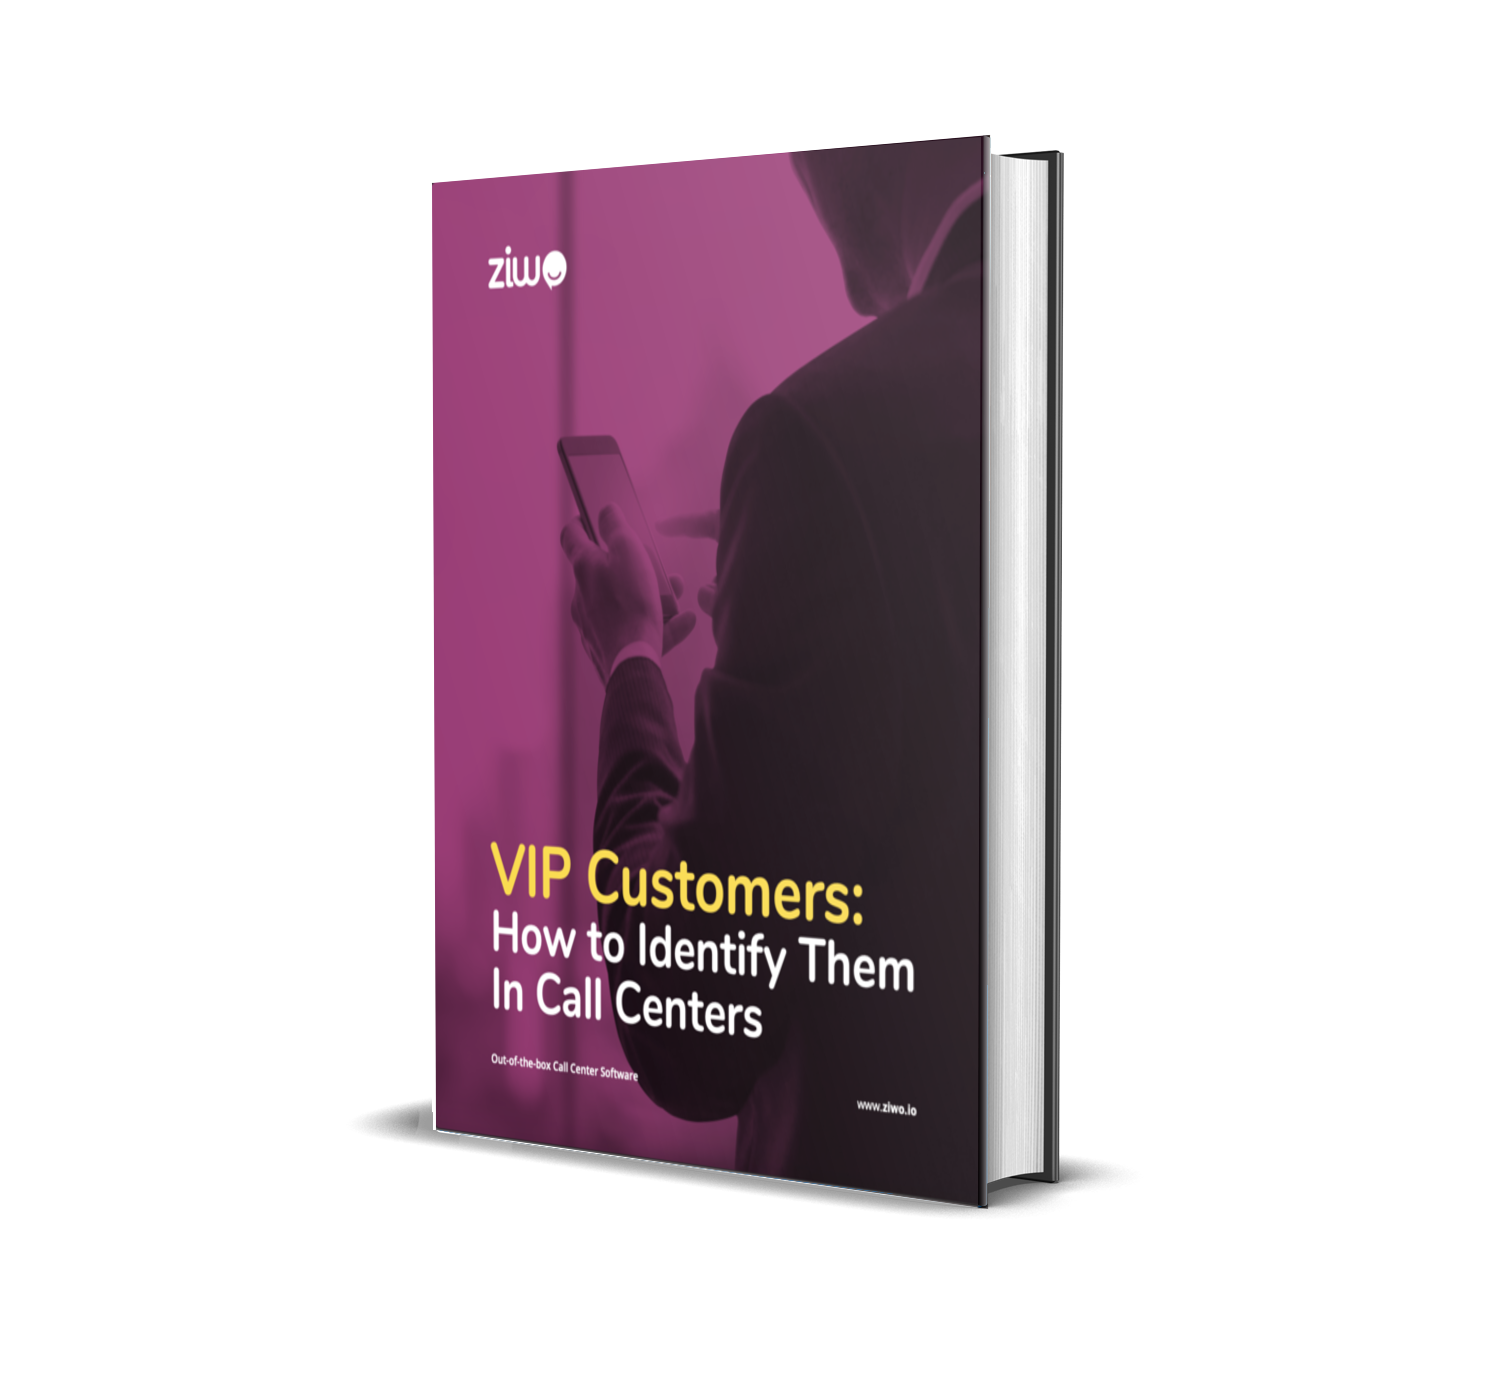 ziwo
VIP Customers:
How to Identify Them
In Call Centers
Out-of-the-box Call Center Software
www.ziwo.io